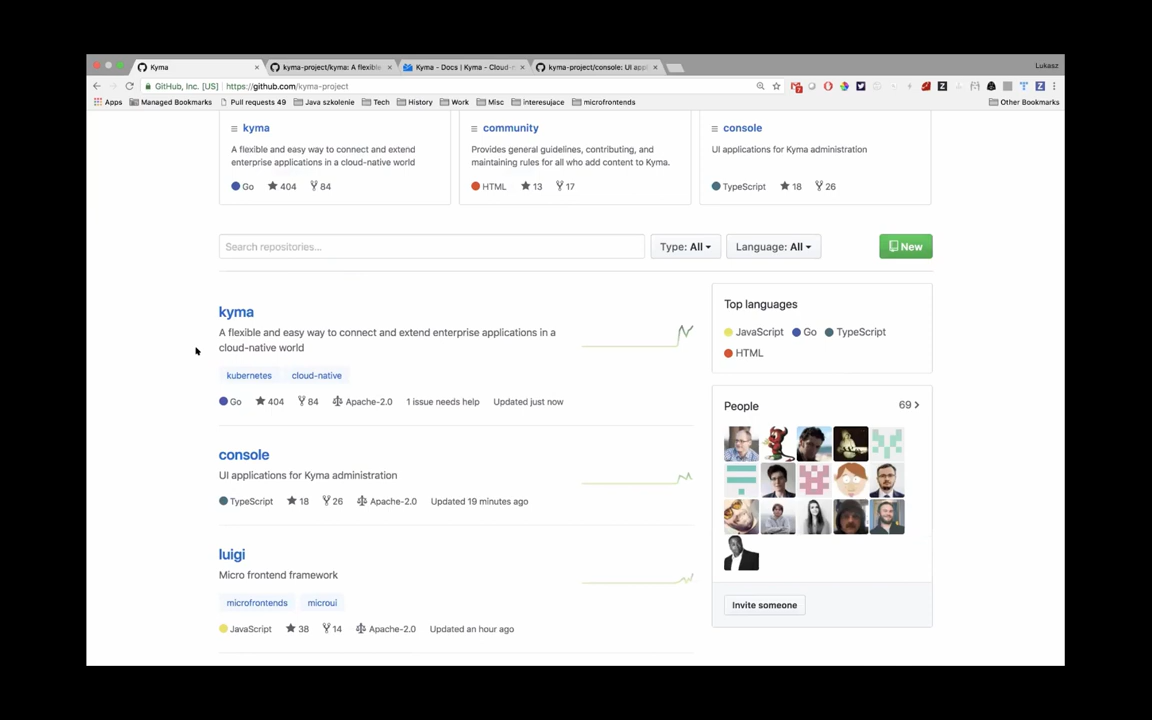 Kyma
kyma-project/kyma: A flexible
Kyma - Docs | Kyma - Cloud-n
kyma-project/console: UI appl
Lukasz
GitHub, Inc. [US] https://github.com/kyma-project
Apps Managed Bookmarks Pull requests 49 Java szkolenie Tech History Work Misc interesujace microfrontends Other Bookmarks
kyma
A flexible and easy way to connect and extend
enterprise applications in a cloud-native world
Go 404 84
community
Provides general guidelines, contributing, and
maintaining rules for all who add content to Kyma.
HTML 13 17
console
UI applications for Kyma administration
TypeScript 18 26
Search repositories...
Type: All
Language: All
New
kyma
A flexible and easy way to connect and extend enterprise applications in a
cloud-native world
kubernetes cloud-native
Go 404 84 Apache-2.0 1 issue needs help Updated just now
console
UI applications for Kyma administration
TypeScript 18 26 Apache-2.0 Updated 19 minutes ago
luigi
Micro frontend framework
microfrontends microui
JavaScript 38 14 Apache-2.0 Updated an hour ago
Top languages
JavaScript Go TypeScript
HTML
People 69
Invite someone